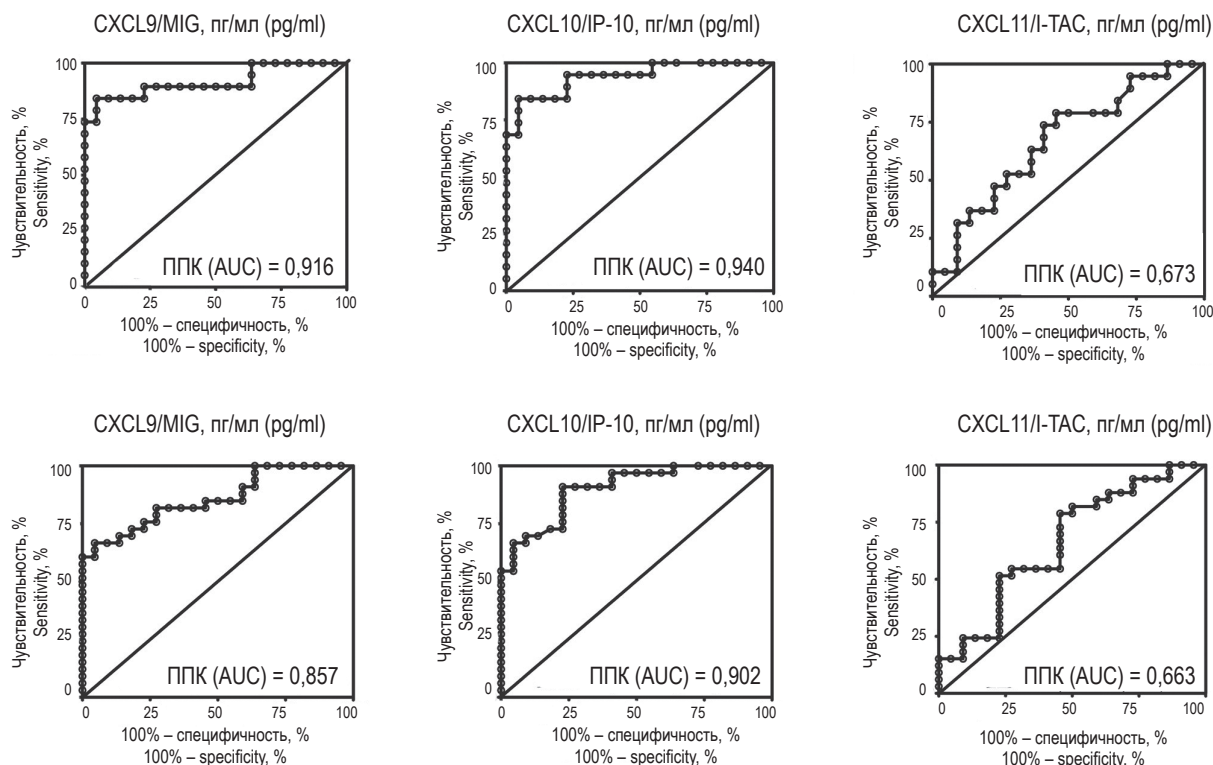 CXCL9/MIG, пг/мл (pg/ml)
Чувствительность, %
Sensitivity, %
100
75
50
25
0
ППК (AUC) = 0,916
0
25
50
75
100
100% – специфичность, %
100% – specificity, %
CXCL10/IP-10, пг/мл (pg/ml)
Чувствительность, %
Sensitivity, %
100
75
50
25
0
ППК (AUC) = 0,940
0
25
50
75
100
100% – специфичность, %
100% – specificity, %
CXCL11/I-TAC, пг/мл (pg/ml)
Чувствительность, %
Sensitivity, %
100
75
50
25
0
ППК (AUC) = 0,673
0
25
50
75
100
100% – специфичность, %
100% – specificity, %
CXCL9/MIG, пг/мл (pg/ml)
Чувствительность, %
Sensitivity, %
100
75
50
25
0
ППК (AUC) = 0,857
0
25
50
75
100
100% – специфичность, %
100% – specificity, %
CXCL10/IP-10, пг/мл (pg/ml)
Чувствительность, %
Sensitivity, %
100
75
50
25
0
ППК (AUC) = 0,902
0
25
50
75
100
100% – специфичность, %
100% – specificity, %
CXCL11/I-TAC, пг/мл (pg/ml)
Чувствительность, %
Sensitivity, %
100
75
50
25
0
ППК (AUC) = 0,663
0
25
50
75
100
100% – специфичность, %
100% – specificity, %